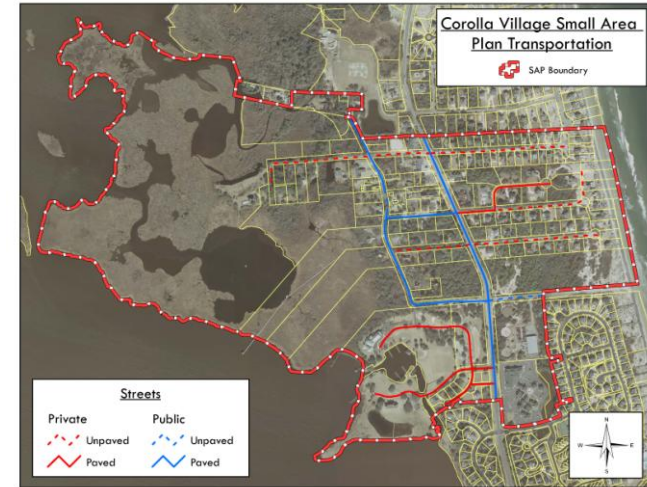 Corolla Village Small Area
Plan Transportation
SAP Boundary
Streets
Private Public
Unpaved Unpaved
Paved Paved
N
W E
S